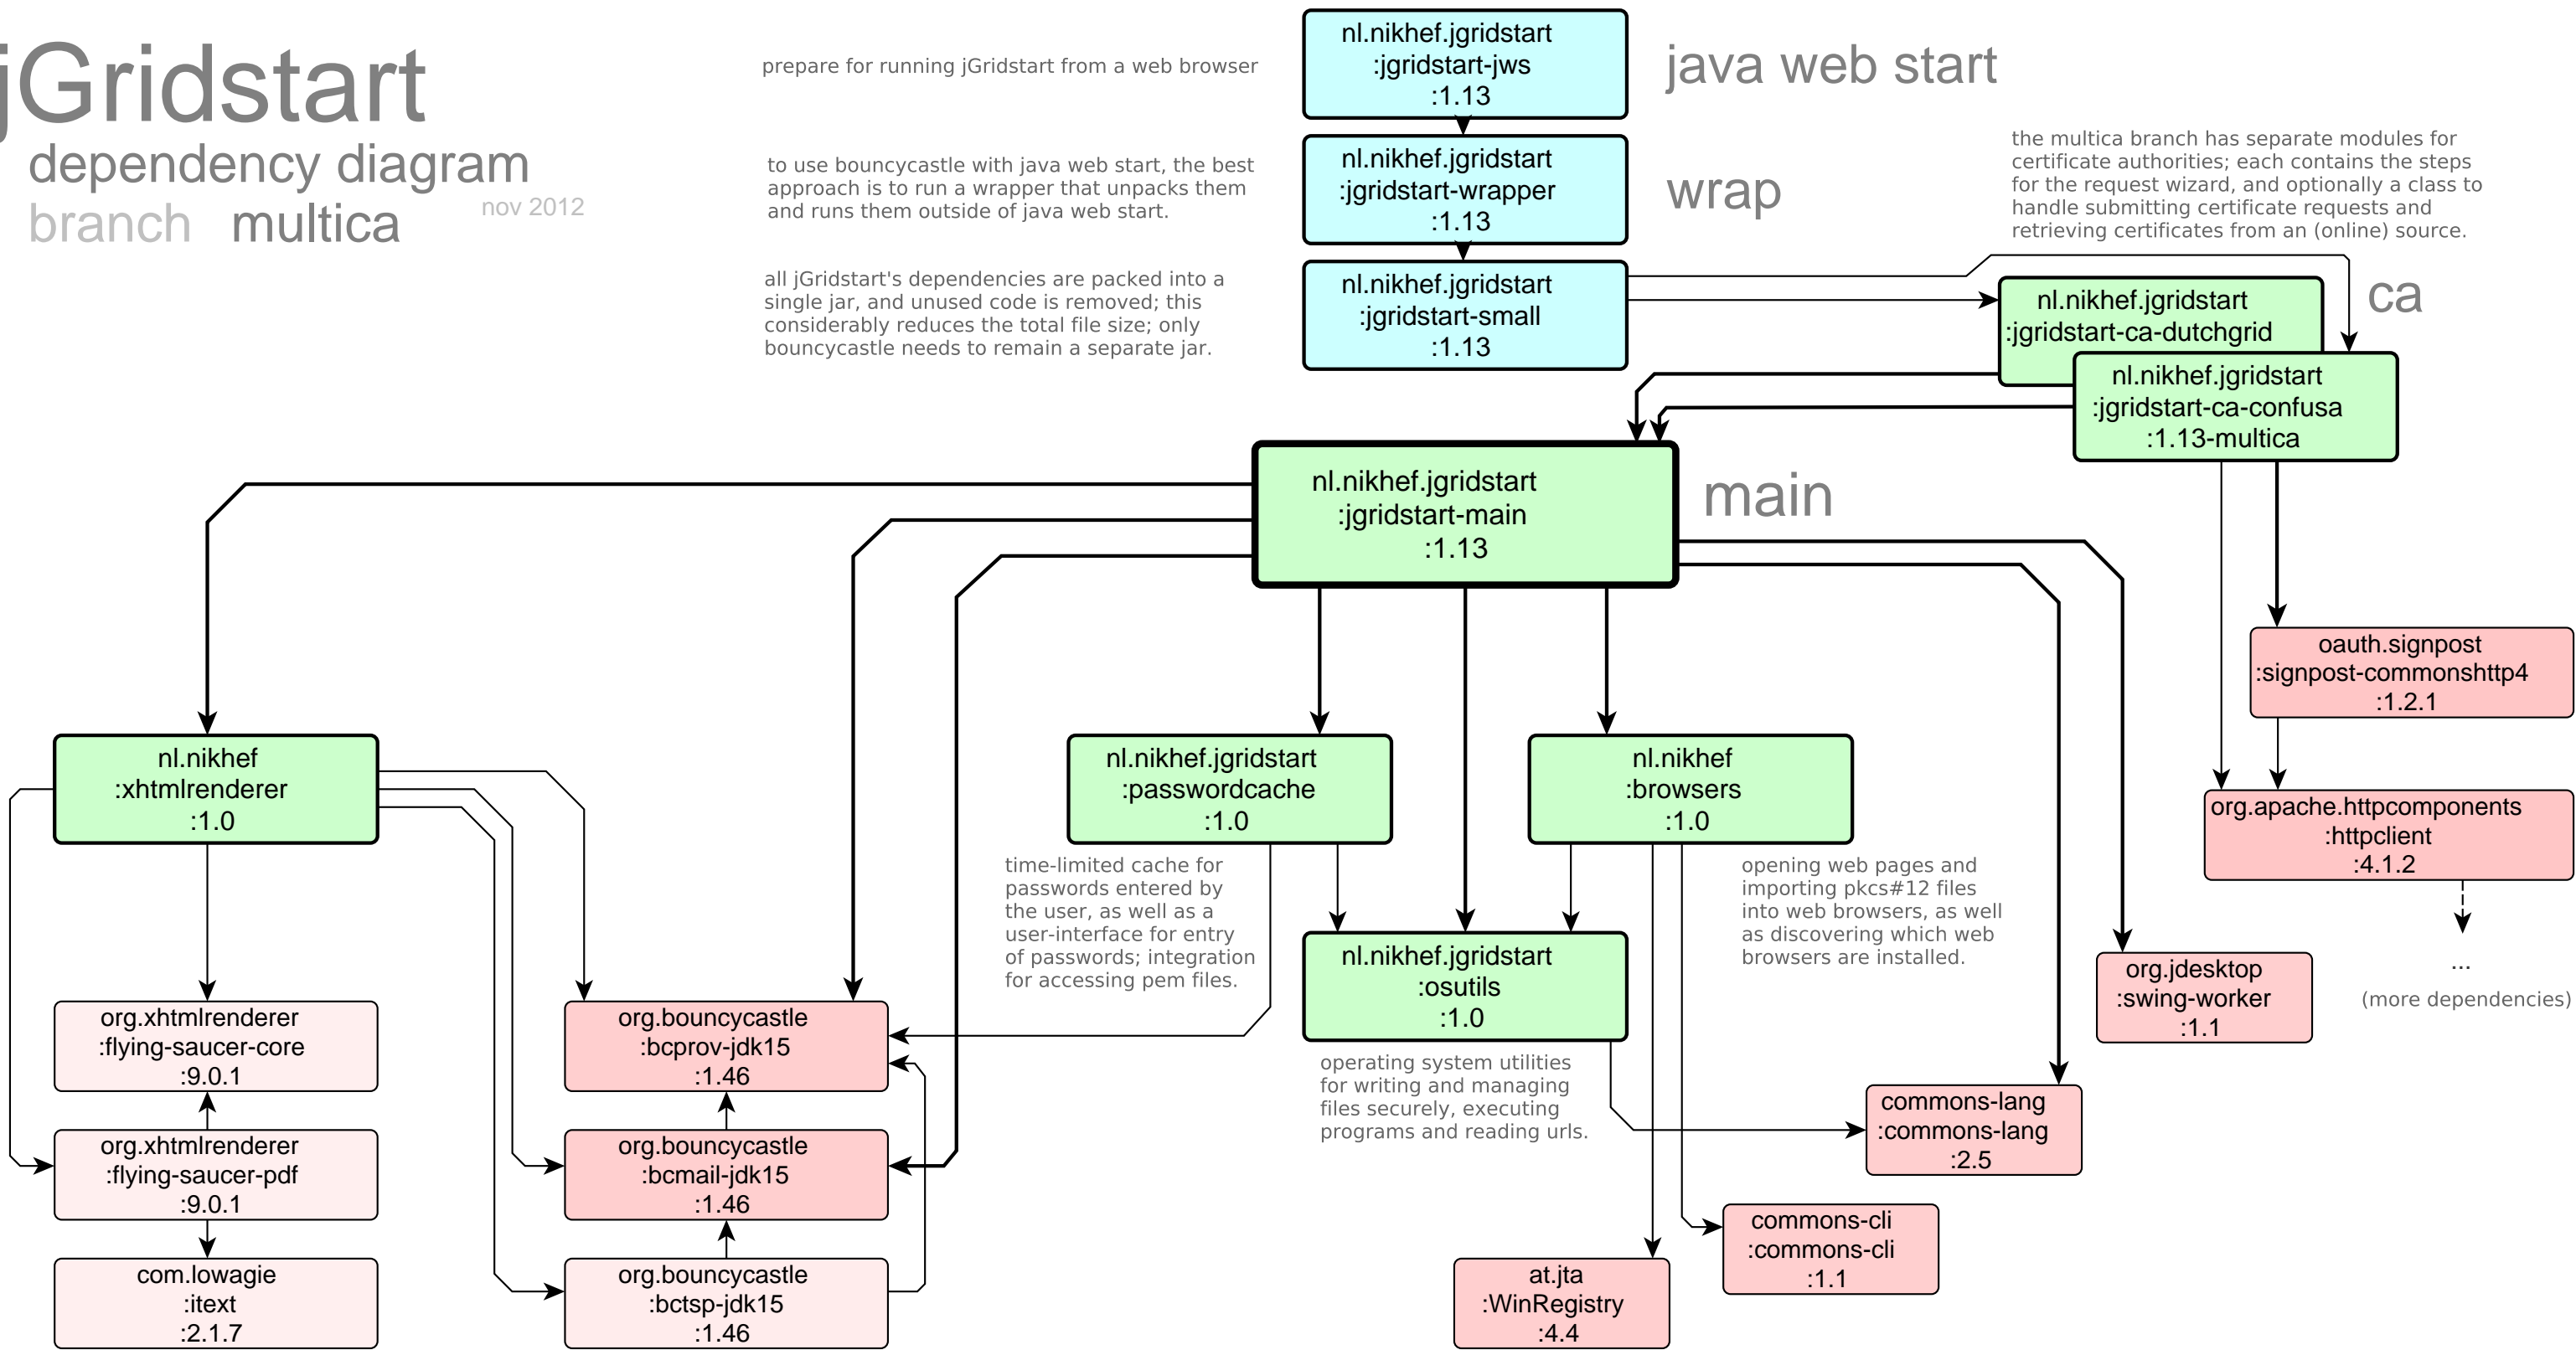 jGridstart
dependency diagram
branch multica nov 2012
prepare for running jGridstart from a web browser
nl.nikhef.jgridstart
:jgridstart-jws
:1.13
java web start
to use bouncycastle with java web start, the best
approach is to run a wrapper that unpacks them
and runs them outside of java web start.
nl.nikhef.jgridstart
:jgridstart-wrapper
:1.13
wrap
the multica branch has separate modules for
certificate authorities; each contains the steps
for the request wizard, and optionally a class to
handle submitting certificate requests and
retrieving certificates from an (online) source.
all jGridstart's dependencies are packed into a
single jar, and unused code is removed; this
considerably reduces the total file size; only
bouncycastle needs to remain a separate jar.
nl.nikhef.jgridstart
:jgridstart-small
:1.13
nl.nikhef.jgridstart
:jgridstart-ca-dutchgrid
ca
nl.nikhef.jgridstart
:jgridstart-ca-confusa
:1.13-multica
nl.nikhef.jgridstart
:jgridstart-main
:1.13
main
oauth.signpost
:signpost-commonshttp4
:1.2.1
nl.nikhef
:xhtmlrenderer
:1.0
nl.nikhef.jgridstart
:passwordcache
:1.0
nl.nikhef
:browsers
:1.0
org.apache.httpcomponents
:httpclient
:4.1.2
time-limited cache for
passwords entered by
the user, as well as a
user-interface for entry
of passwords; integration
for accessing pem files.
opening web pages and
importing pkcs#12 files
into web browsers, as well
as discovering which web
browsers are installed.
nl.nikhef.jgridstart
:osutils
:1.0
org.jdesktop
:swing-worker
:1.1
...
(more dependencies)
org.xhtmlrenderer
:flying-saucer-core
:9.0.1
org.bouncycastle
:bcprov-jdk15
:1.46
operating system utilities
for writing and managing
files securely, executing
programs and reading urls.
commons-lang
:commons-lang
:2.5
org.xhtmlrenderer
:flying-saucer-pdf
:9.0.1
org.bouncycastle
:bcmail-jdk15
:1.46
commons-cli
:commons-cli
:1.1
com.lowagie
:itext
:2.1.7
org.bouncycastle
:bctsp-jdk15
:1.46
at.jta
:WinRegistry
:4.4